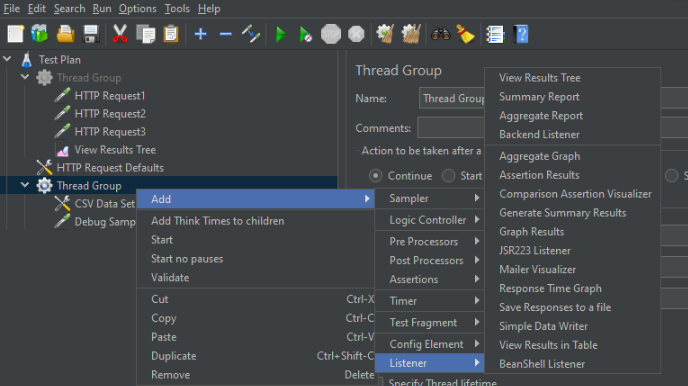 File Edit Search Run Options Tools Help
Test Plan
Thread Group
HTTP Request1
HTTP Request2
HTTP Request3
View Results Tree
HTTP Request Defaults
Thread Group
CSV Data Set
Debug Samp
Thread Group
Name: Thread Group
Comments:
Action to be taken after a
Continue Start
Add
Add Think Times to children
Start
Start no pauses
Validate
Cut Ctrl-X
Copy Ctrl-C
Paste Ctrl-V
Duplicate Ctrl+Shift-C
Remove Delete
Sampler
Logic Controller
Pre Processors
Post Processors
Assertions
Timer
Test Fragment
Config Element
Listener
Specify Thread lifetime
View Results Tree
Summary Report
Aggregate Report
Backend Listener
Aggregate Graph
Assertion Results
Comparison Assertion Visualizer
Generate Summary Results
Graph Results
JSR223 Listener
Mailer Visualizer
Response Time Graph
Save Responses to a file
Simple Data Writer
View Results in Table
BeanShell Listener